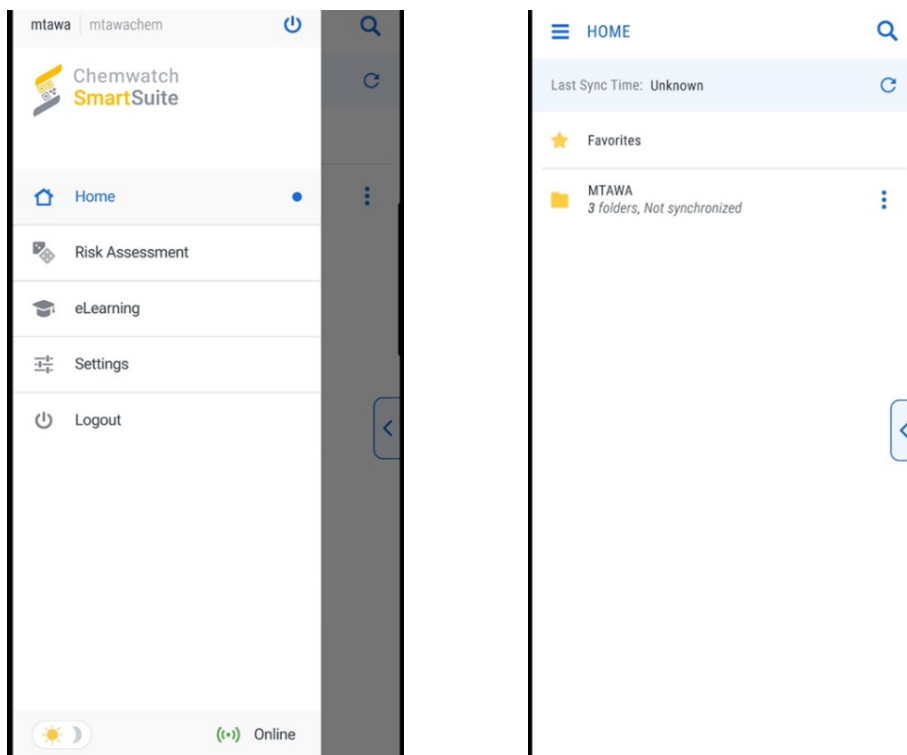 mtawa mtawachem
Chemwatch
SmartSuite
Home
Risk Assessment
eLearning
Settings
Logout
Online
HOME
Last Sync Time: Unknown
Favorites
MTAWA
3 folders, Not synchronized